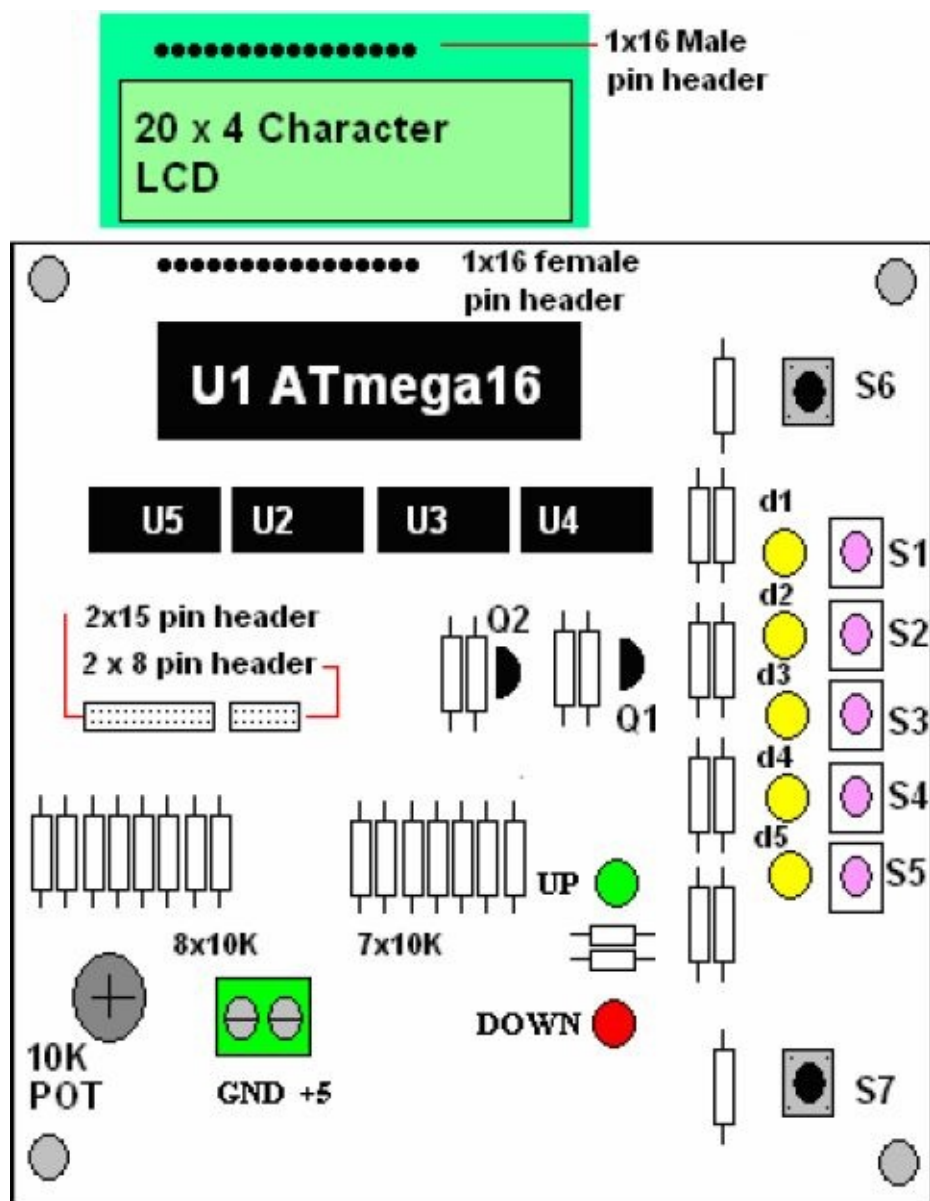 1x16 Male
pin header
20 x 4 Character
LCD
1x16 female
pin header
U1 ATmega16
S6
U5
U2
U3
U4
d1
S1
d2
S2
d3
S3
d4
S4
d5
S5
2x15 pin header
2 x 8 pin header
Q2
Q1
UP
8x10K
7x10K
DOWN
10K
POT
GND +5
S7